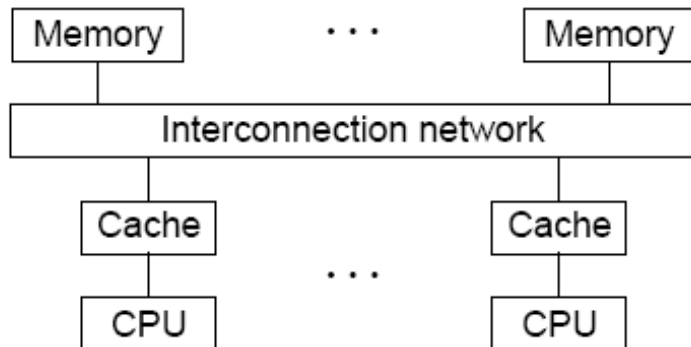 Memory ... Memory
Interconnection network
Cache Cache
...
CPU CPU